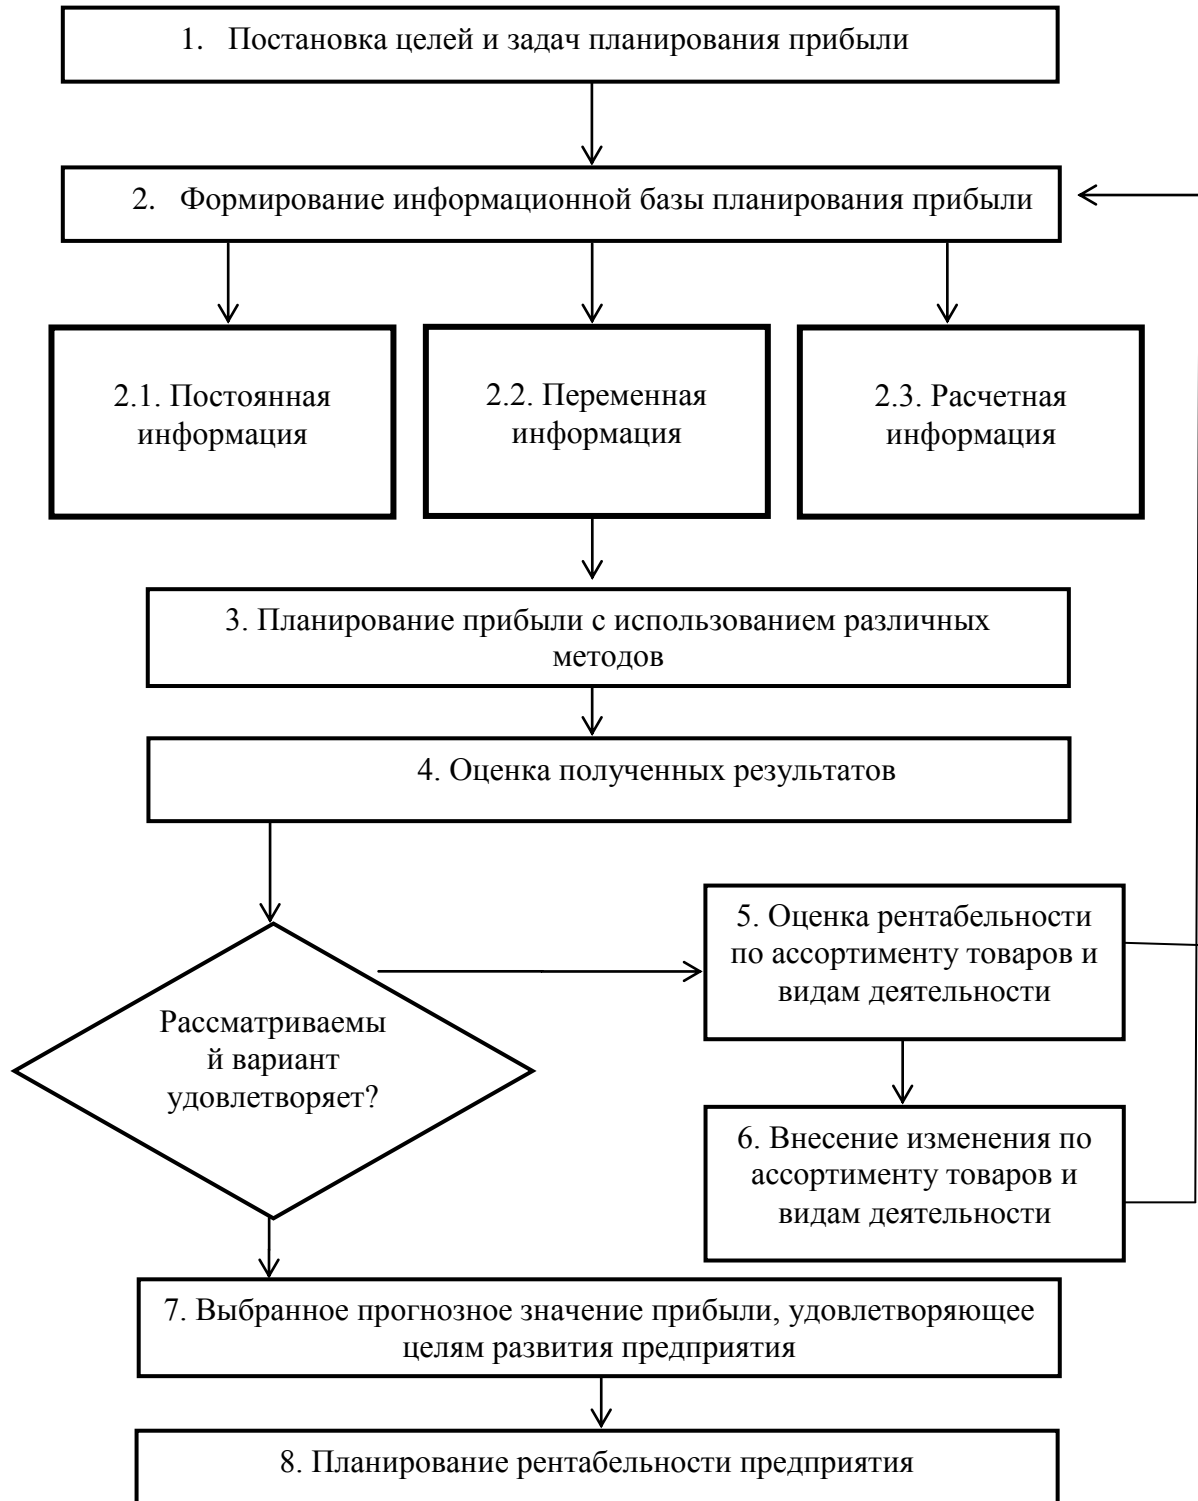 1. Постановка целей и задач планирования прибыли
2. Формирование информационной базы планирования прибыли
2.1. Постоянная
информация
2.2. Переменная
информация
2.3. Расчетная
информация
3. Планирование прибыли с использованием различных
методов
4. Оценка полученных результатов
Рассматриваемы
й вариант
удовлетворяет?
5. Оценка рентабельности
по ассортименту товаров и
видам деятельности
6. Внесение изменения по
ассортименту товаров и
видам деятельности
7. Выбранное прогнозное значение прибыли, удовлетворяющее
целям развития предприятия
8. Планирование рентабельности предприятия